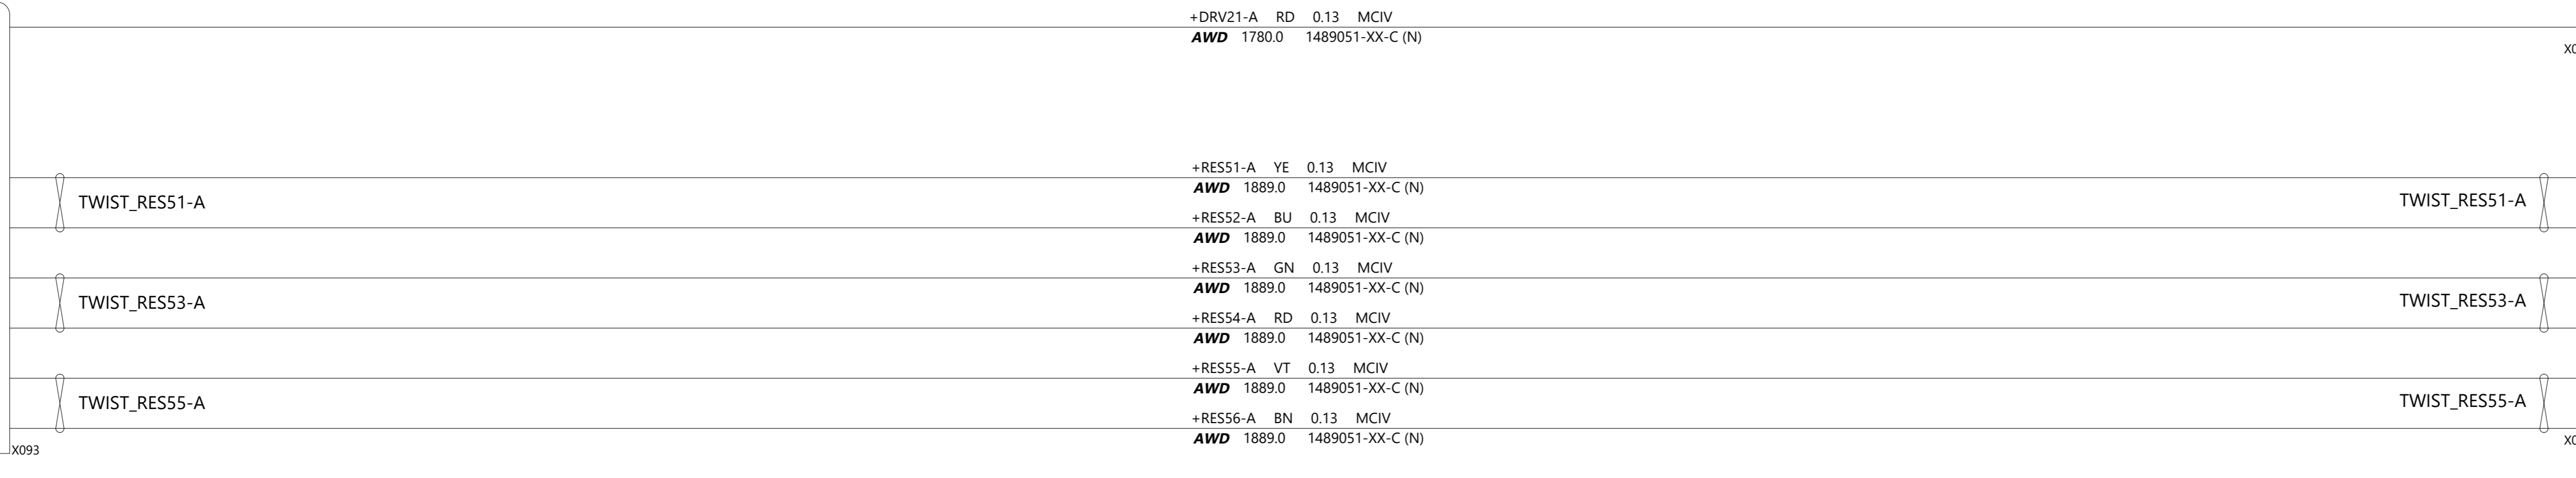 +DRV21-A RD 0.13 MCIV
AWD 1780.0 1489051-XX-C (N)
+RES51-A YE 0.13 MCIV
AWD 1889.0 1489051-XX-C (N)
TWIST_RES51-A TWIST_RES51-A
+RES52-A BU 0.13 MCIV
AWD 1889.0 1489051-XX-C (N)
+RES53-A GN 0.13 MCIV
AWD 1889.0 1489051-XX-C (N)
TWIST_RES53-A TWIST_RES53-A
+RES54-A RD 0.13 MCIV
AWD 1889.0 1489051-XX-C (N)
+RES55-A VT 0.13 MCIV
AWD 1889.0 1489051-XX-C (N)
TWIST_RES55-A TWIST_RES55-A
+RES56-A BN 0.13 MCIV
AWD 1889.0 1489051-XX-C (N)
X093